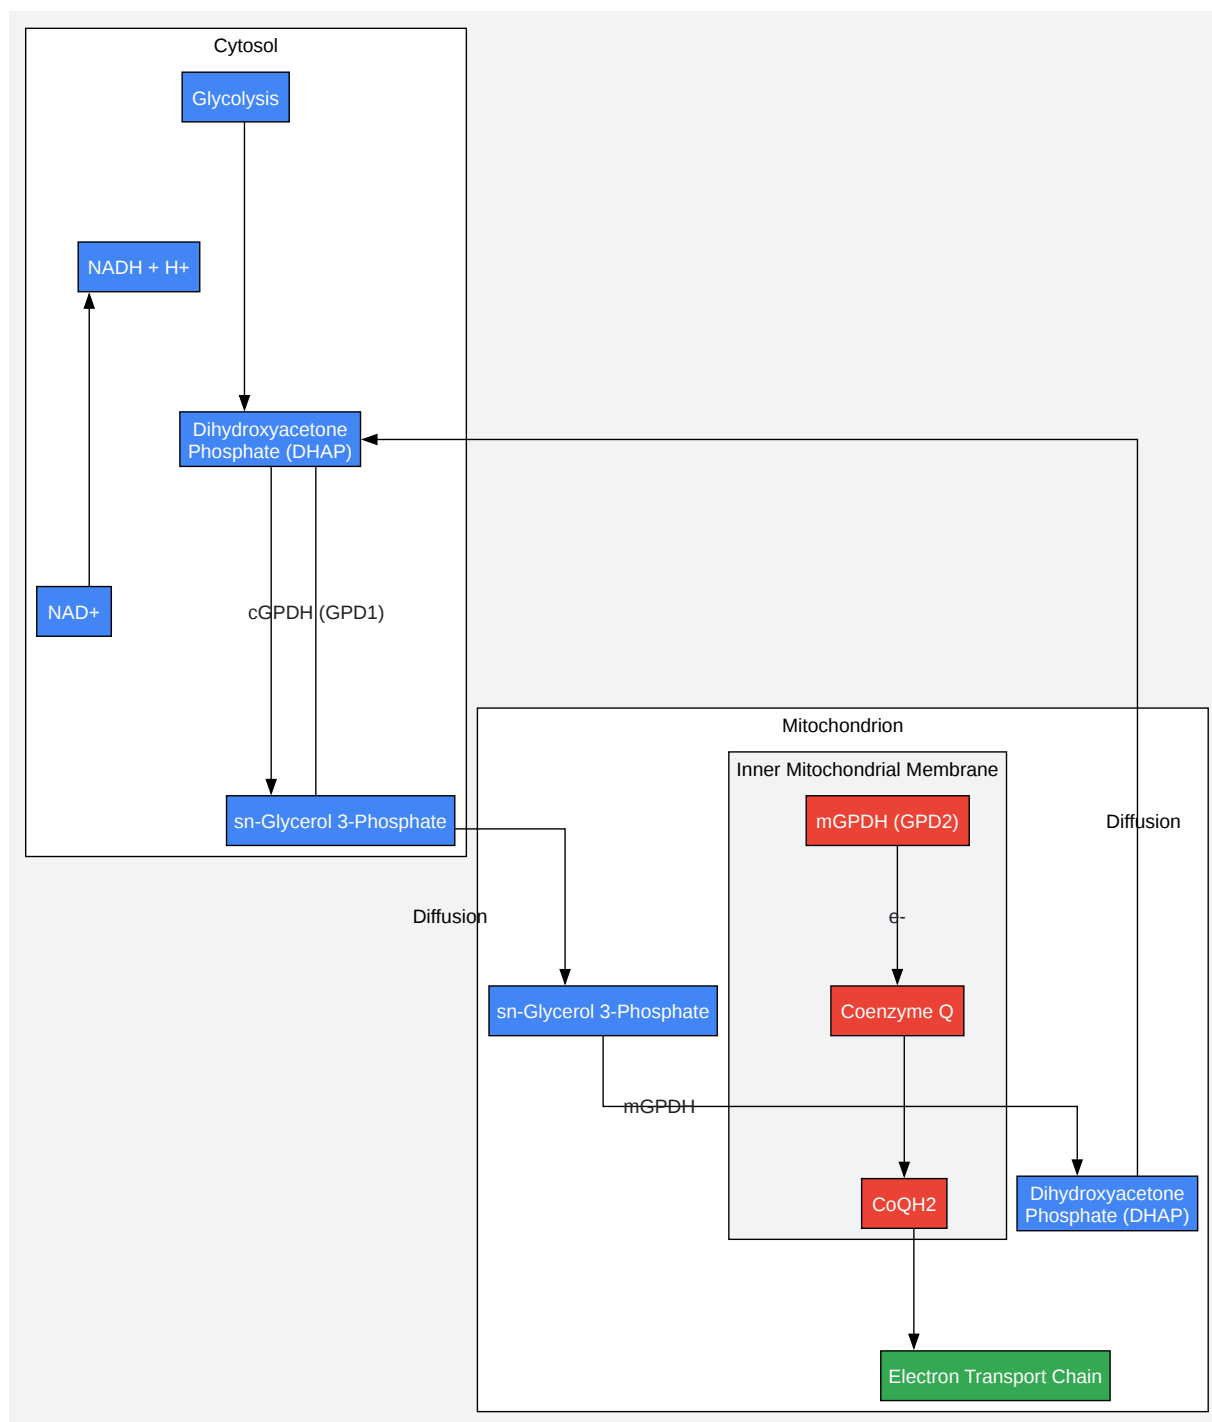 Cytosol
Glycolysis
NADH + H+
Dihydroxyacetone
Phosphate (DHAP)
NAD+
cGPDH (GPD1)
sn-Glycerol 3-Phosphate
Mitochondrion
Inner Mitochondrial Membrane
mGPDH (GPD2)
Diffusion
Diffusion
e-
sn-Glycerol 3-Phosphate
Coenzyme Q
mGPDH
CoQH2
Dihydroxyacetone
Phosphate (DHAP)
Electron Transport Chain